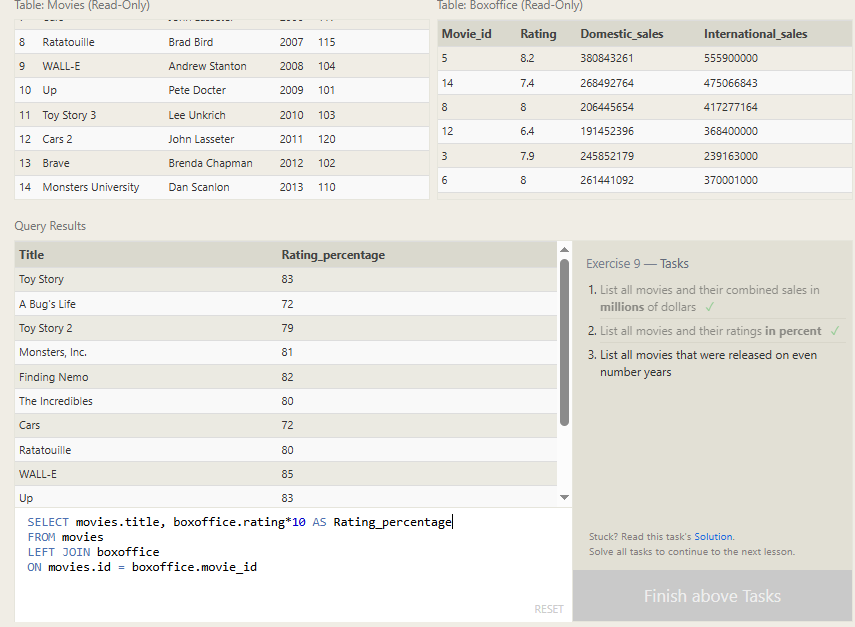 Table: Movies (Read-Only)
8 Ratatouille Brad Bird 2007 115
9 WALL-E Andrew Stanton 2008 104
10 Up Pete Docter 2009 101
11 Toy Story 3 Lee Unkrich 2010 103
12 Cars 2 John Lasseter 2011 120
13 Brave Brenda Chapman 2012 102
14 Monsters University Dan Scanlon 2013 110
Table: Boxoffice (Read-Only)
Movie_id Rating Domestic_sales International_sales
5 8.2 380843261 555900000
14 7.4 268492764 475066843
8 8 206445654 417277164
12 6.4 191452396 368400000
3 7.9 245852179 239163000
6 8 261441092 370001000
Query Results
Title Rating_percentage
Toy Story 83
A Bug's Life 72
Toy Story 2 79
Monsters, Inc. 81
Finding Nemo 82
The Incredibles 80
Cars 72
Ratatouille 80
WALL-E 85
Up 83
SELECT movies.title, boxoffice.rating*10 AS Rating_percentage
FROM movies
LEFT JOIN boxoffice
ON movies.id = boxoffice.movie_id
RESET
Exercise 9 — Tasks
1. List all movies and their combined sales in
millions of dollars ✓
2. List all movies and their ratings in percent ✓
3. List all movies that were released on even
number years
Stuck? Read this task's Solution.
Solve all tasks to continue to the next lesson.
Finish above Tasks